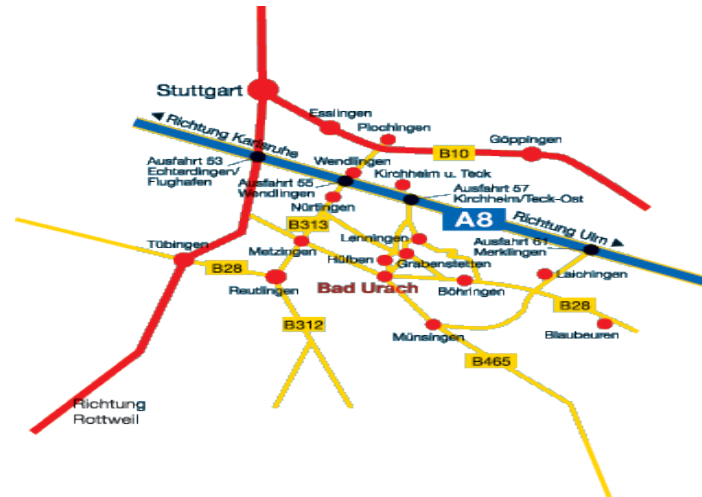 Stuttgart
Esslingen
Plochingen
Richtung Karlsruhe
Göppingen
B10
Wendlingen
Ausfahrt 53
Echterdingen/
Flughafen
Kirchheim u. Teck
Ausfahrt 55
Wendlingen
Ausfahrt 57
Kirchheim/Teck-Ost
Nürtingen
A8
Richtung Ulm
B313
Lenningen
Ausfahrt 61
Merklingen
Tübingen
Metzingen
Hülben
Grabenstetten
B28
Laichingen
Reutlingen
Bad Urach
Böhringen
B28
B312
Münsingen
Blaubeuren
B465
Richtung
Rottweil